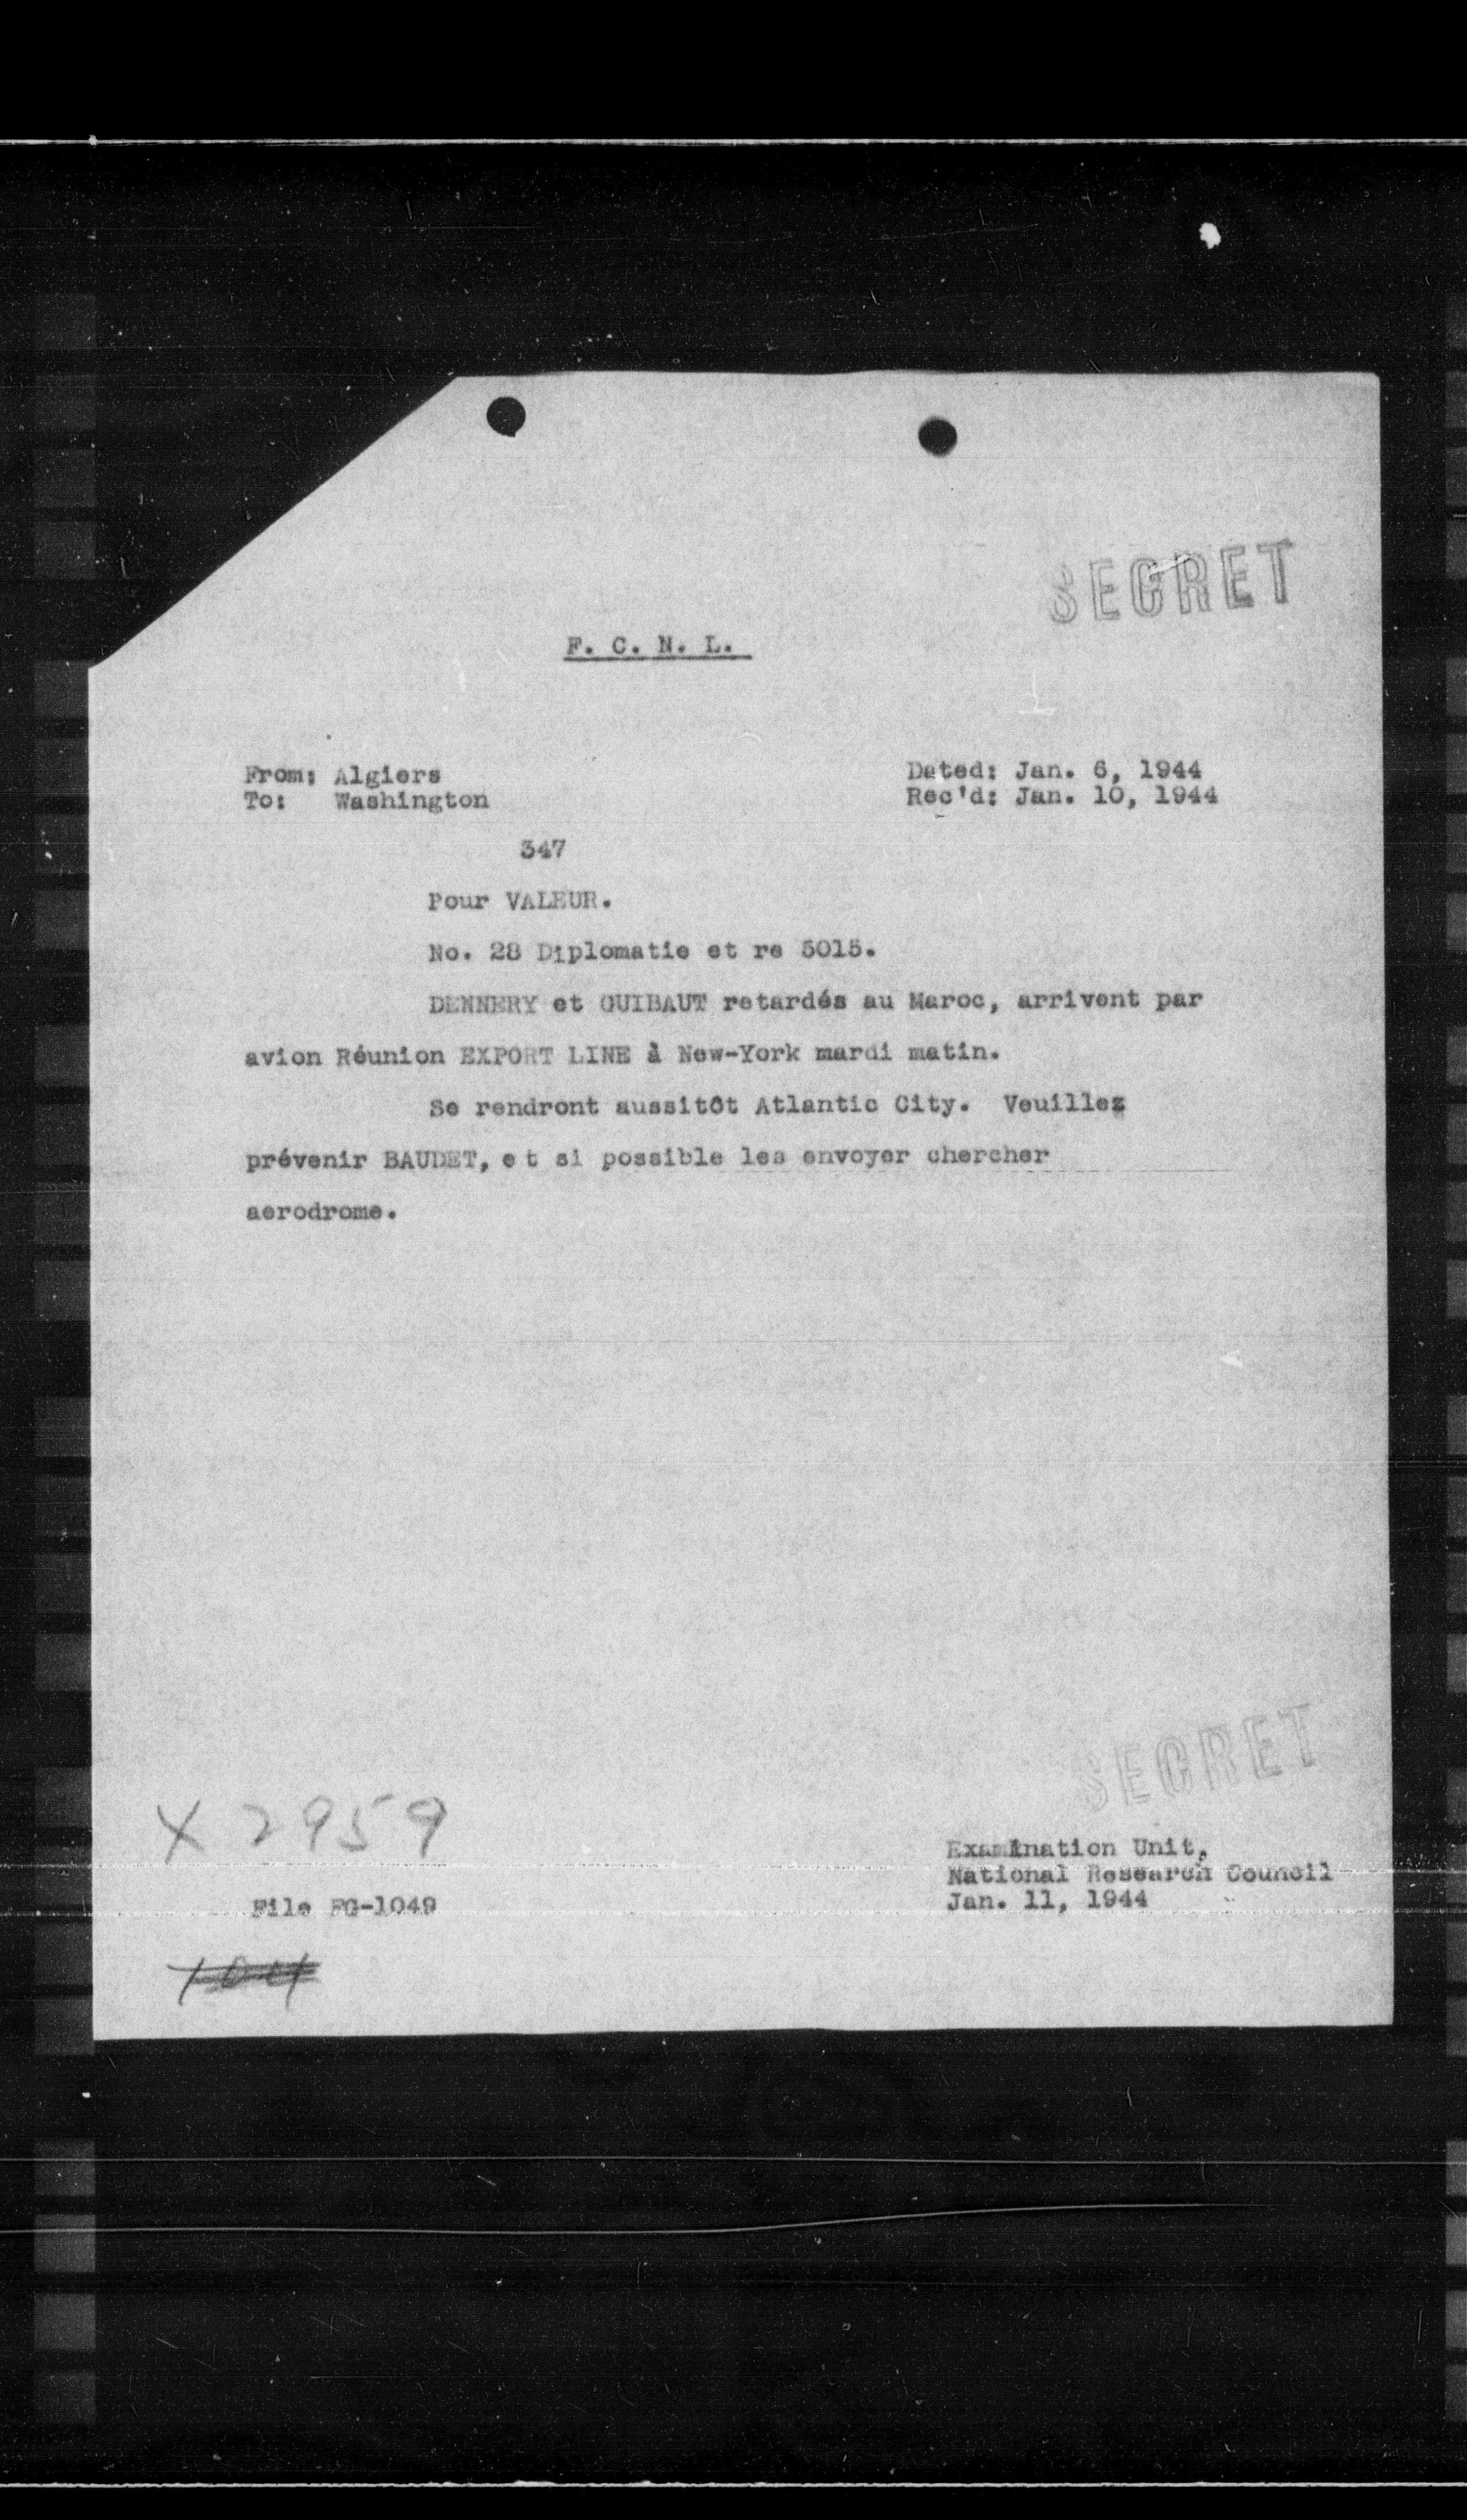 SECRET
F. C. N. L.
From: Algiers
To: Washington
Dated: Jan. 6, 1944
Rec'd: Jan. 10, 1944
347
Pour VALEUR.
No. 28 Diplomatie et re 5015.
DENNERY et OUIBAUT retardés au Maroc, arrivent par
avion Réunion EXPORT LINE à New-York mardi matin.
Se rendront aussitôt Atlantic City. Veuillez
prévenir BAUDET, et si possible les envoyer chercher
aerodrome.
SECRET
X 2959
Examination Unit,
National Research Council
Jan. 11, 1944
File FG-1049